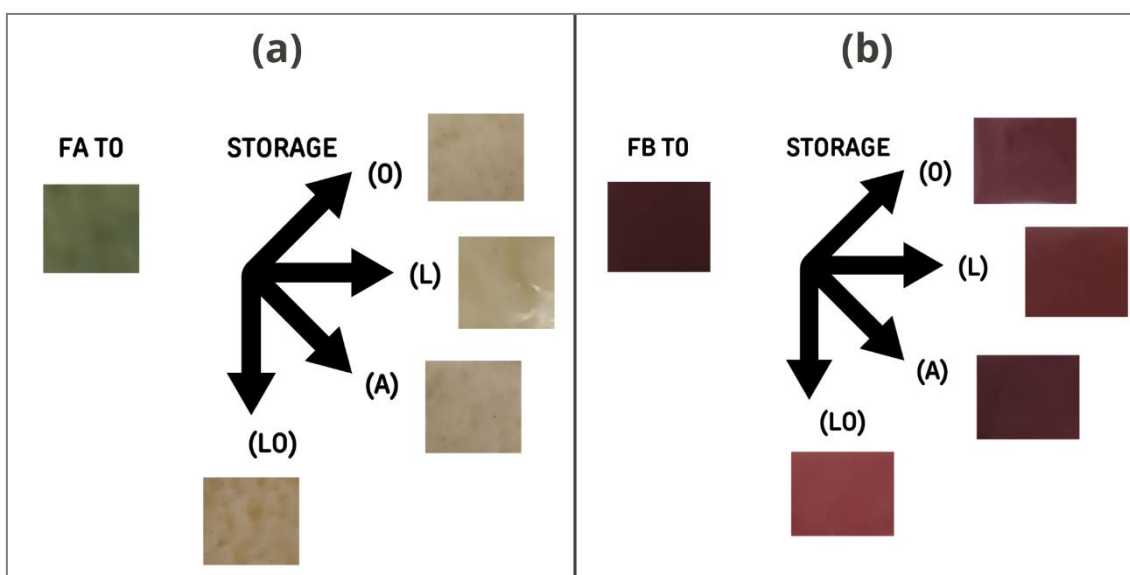 (a)
FA T0
STORAGE
(O)
(L)
(A)
(LO)
(b)
FB T0
STORAGE
(O)
(L)
(A)
(LO)